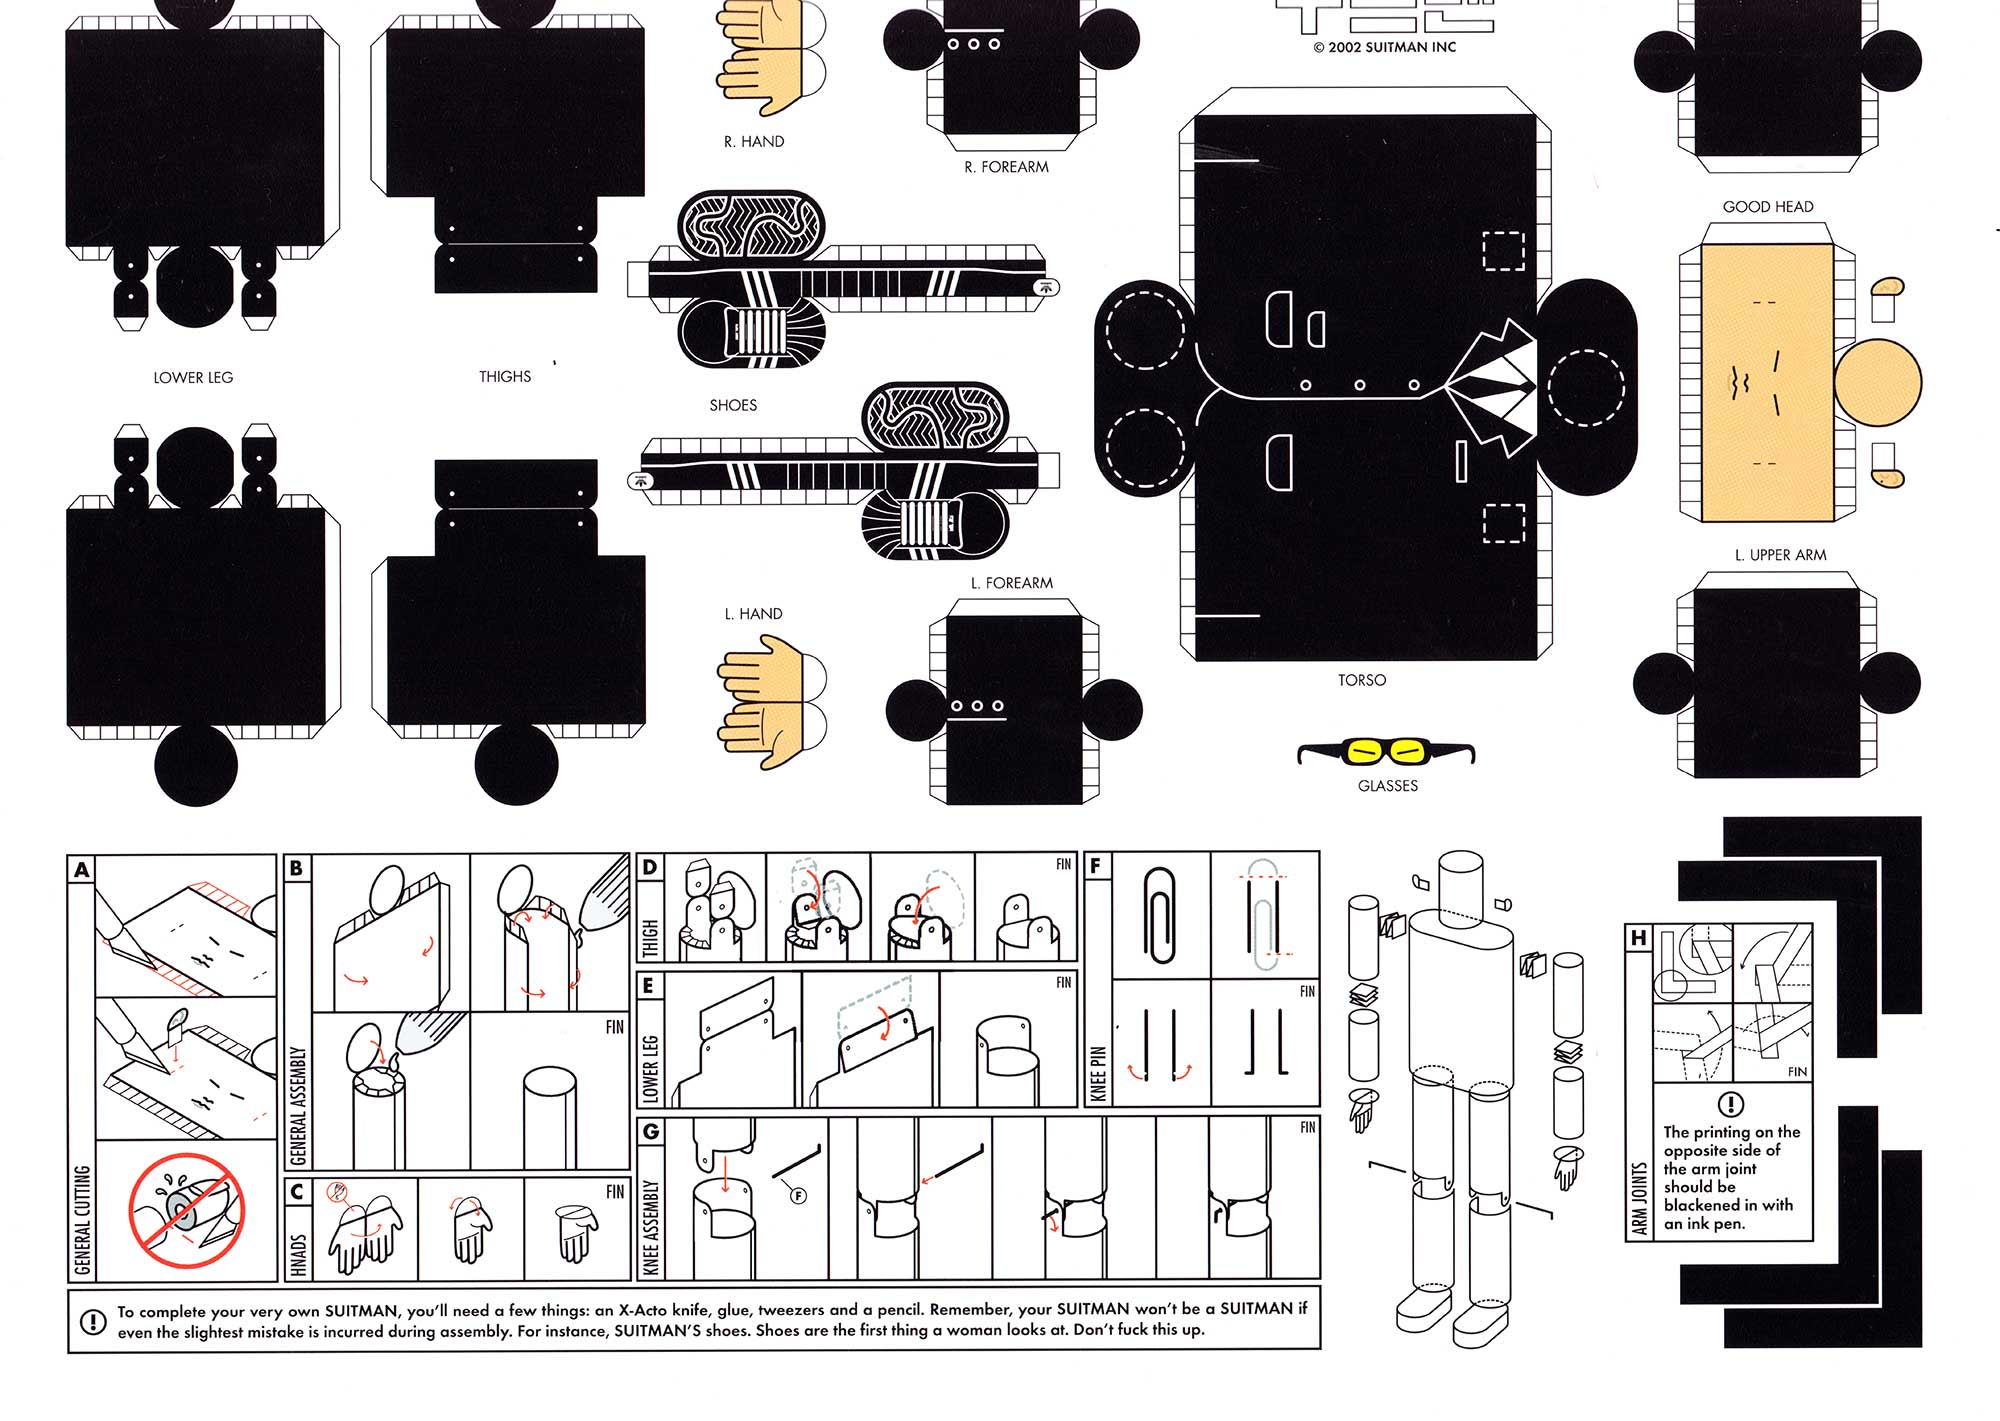 © 2002 SUITMAN INC
R. HAND
R. FOREARM
GOOD HEAD
LOWER LEG
THIGHS
SHOES
L. FOREARM
L. UPPER ARM
L. HAND
TORSO
GLASSES
A
GENERAL CUTTING
B
GENERAL ASSEMBLY
FIN
C
HNADS
FIN
D
THIGH
FIN
E
LOWER LEG
FIN
F
KNEE PIN
FIN
G
KNEE ASSEMBLY
F
FIN
H
ARM JOINTS
FIN
!
The printing on the
opposite side of
the arm joint
should be
blackened in with
an ink pen.
! To complete your very own SUITMAN, you'll need a few things: an X-Acto knife, glue, tweezers and a pencil. Remember, your SUITMAN won't be a SUITMAN if
even the slightest mistake is incurred during assembly. For instance, SUITMAN'S shoes. Shoes are the first thing a woman looks at. Don't fuck this up.